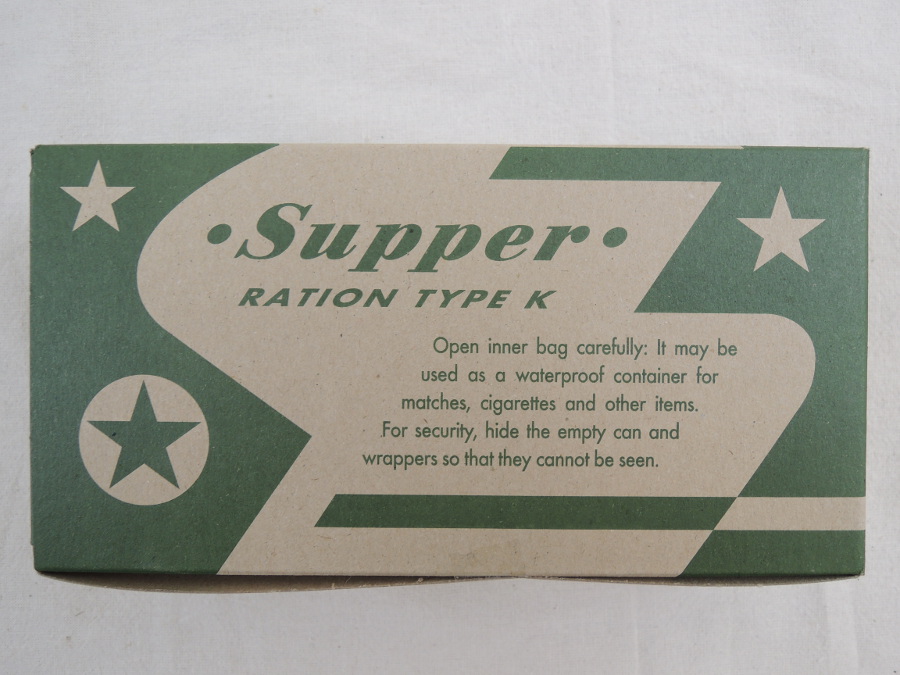 •Supper•
RATION TYPE K
Open inner bag carefully: It may be
used as a waterproof container for
matches, cigarettes and other items.
For security, hide the empty can and
wrappers so that they cannot be seen.